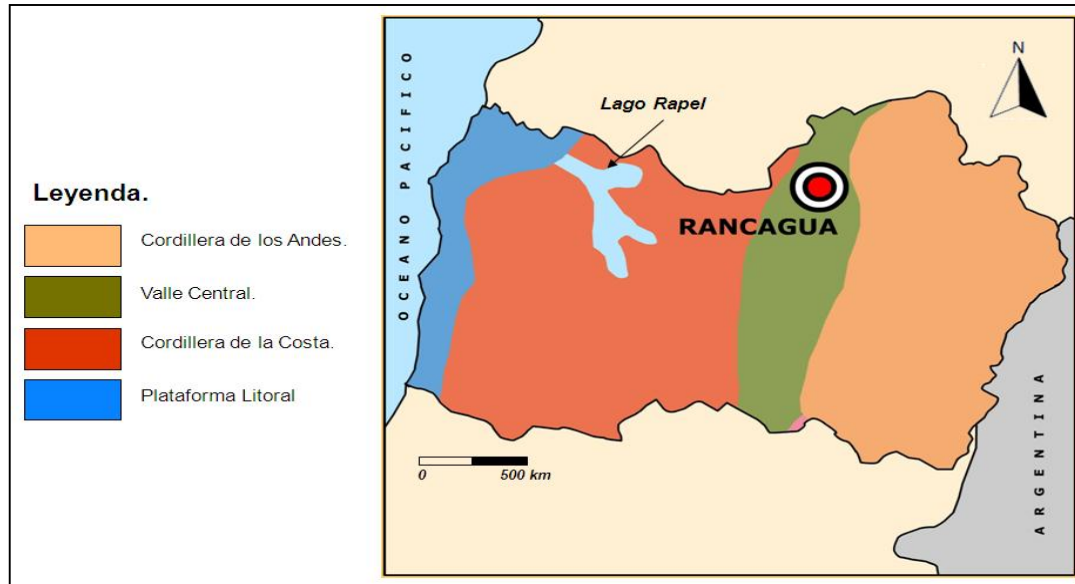 Leyenda.
Cordillera de los Andes.
Valle Central.
Cordillera de la Costa.
Plataforma Litoral
OCEANO PACIFICO
Lago Rapel
N
RANCAGUA
0 500 km
ARGENTINA